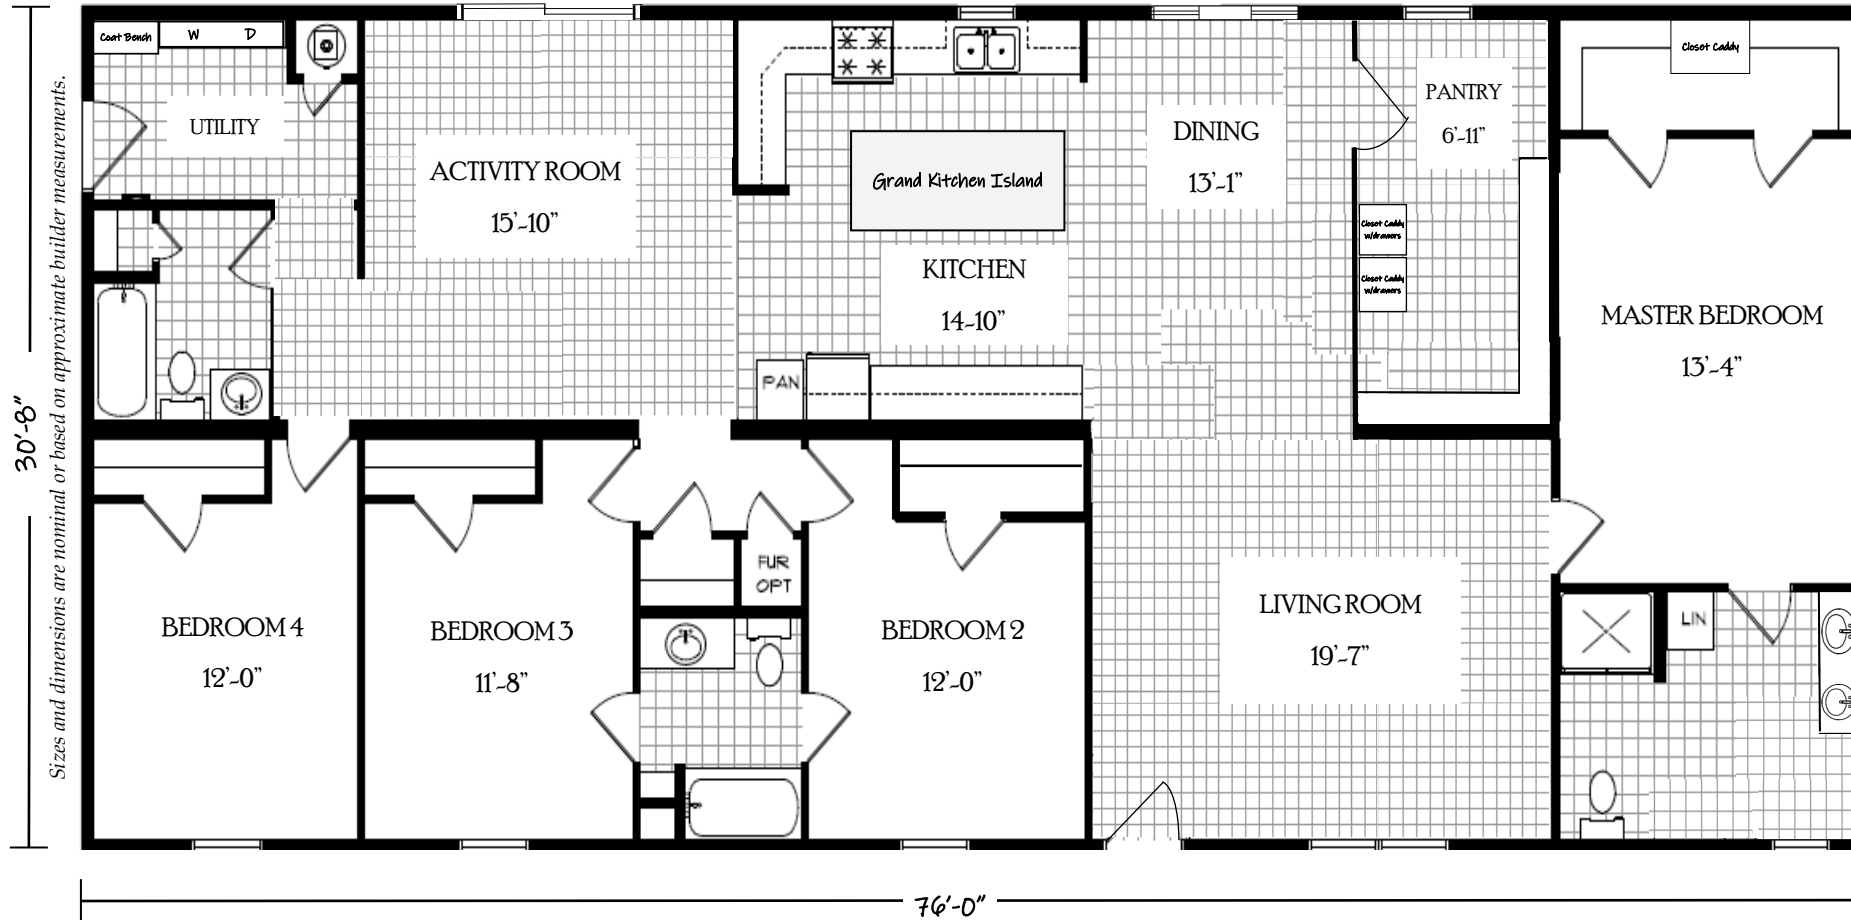 Coat Bench
W
D
UTILITY
ACTIVITY ROOM
15'-10"
Grand Kitchen Island
KITCHEN
14-10"
PAN
DINING
13'-1"
PANTRY
6'-11"
Closet Caddy
w/drawers
Closet Caddy
w/drawers
Closet Caddy
MASTER BEDROOM
13'-4"
BEDROOM 4
12'-0"
BEDROOM 3
11'-8"
FUR
OPT
BEDROOM 2
12'-0"
LIVING ROOM
19'-7"
LIN
30'-8"
Sizes and dimensions are nominal or based on approximate builder measurements.
76'-0"